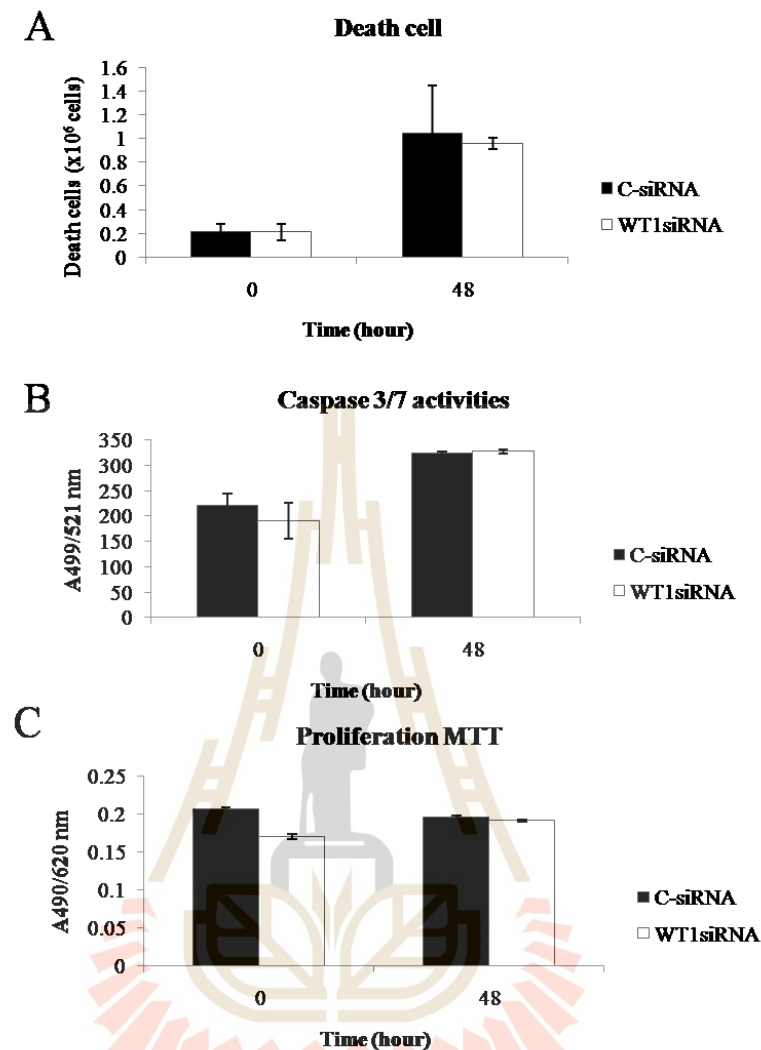 A
Death cell
Death cells (x10⁶ cells)
1.6
1.4
1.2
1
0.8
0.6
0.4
0.2
0
0
48
Time (hour)
C-siRNA
WT1siRNA
B
Caspase 3/7 activities
A499/521 nm
350
300
250
200
150
100
50
0
0
48
Time (hour)
C-siRNA
WT1siRNA
C
Proliferation MTT
A490/620 nm
0.25
0.2
0.15
0.1
0.05
0
0
48
Time (hour)
C-siRNA
WT1siRNA